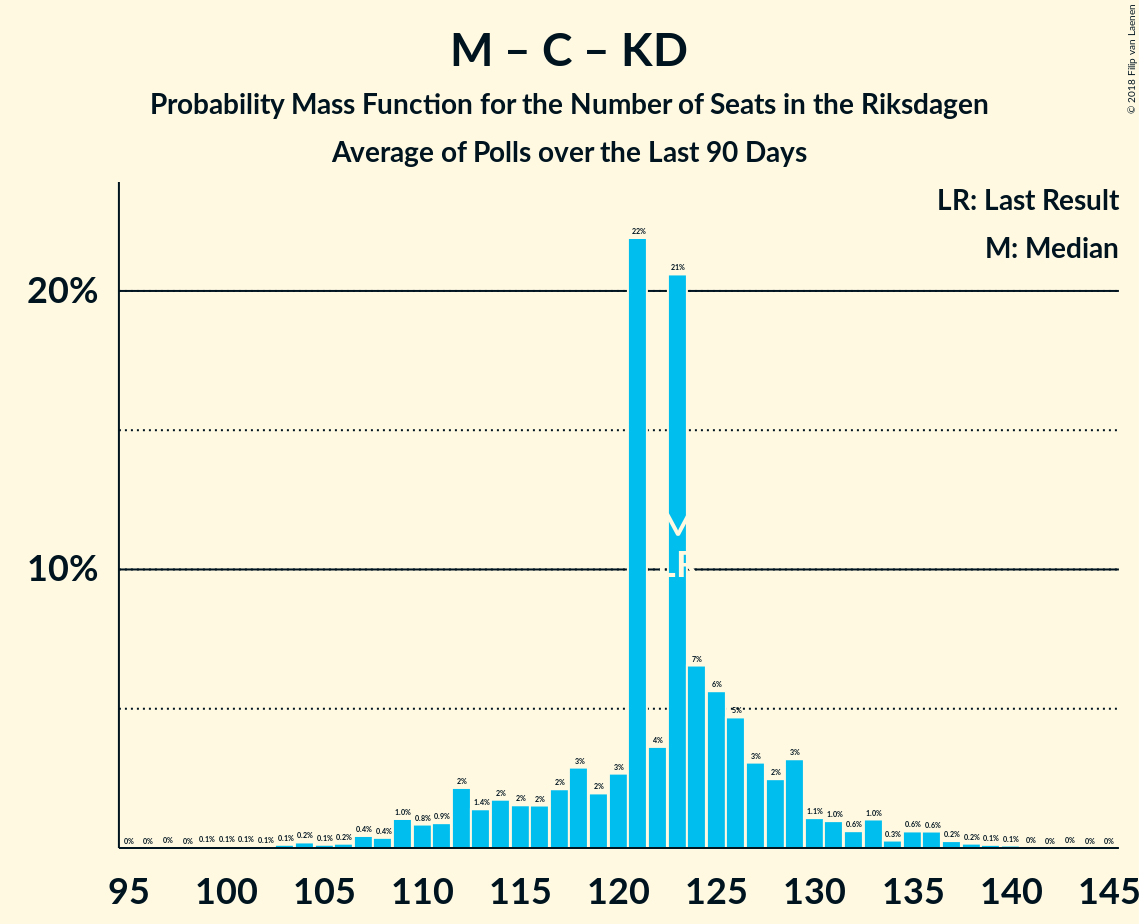 M – C – KD
Probability Mass Function for the Number of Seats in the Riksdagen
Average of Polls over the Last 90 Days
© 2018 Filip van Laenen
LR: Last Result
M: Median
20%
10%
0% 0% 0% 0% 0.1% 0.1% 0.1% 0.1% 0.1% 0.2% 0.1% 0.2% 0.4% 0.4% 1.0% 0.8% 0.9% 2% 1.4% 2% 2% 2% 2% 3% 2% 3% 22% 4% 21% 7% 6% 5% 3% 2% 3% 1.1% 1.0% 0.6% 1.0% 0.3% 0.6% 0.6% 0.2% 0.2% 0.1% 0.1% 0% 0% 0% 0% 0%
M
LR
95 100 105 110 115 120 125 130 135 140 145